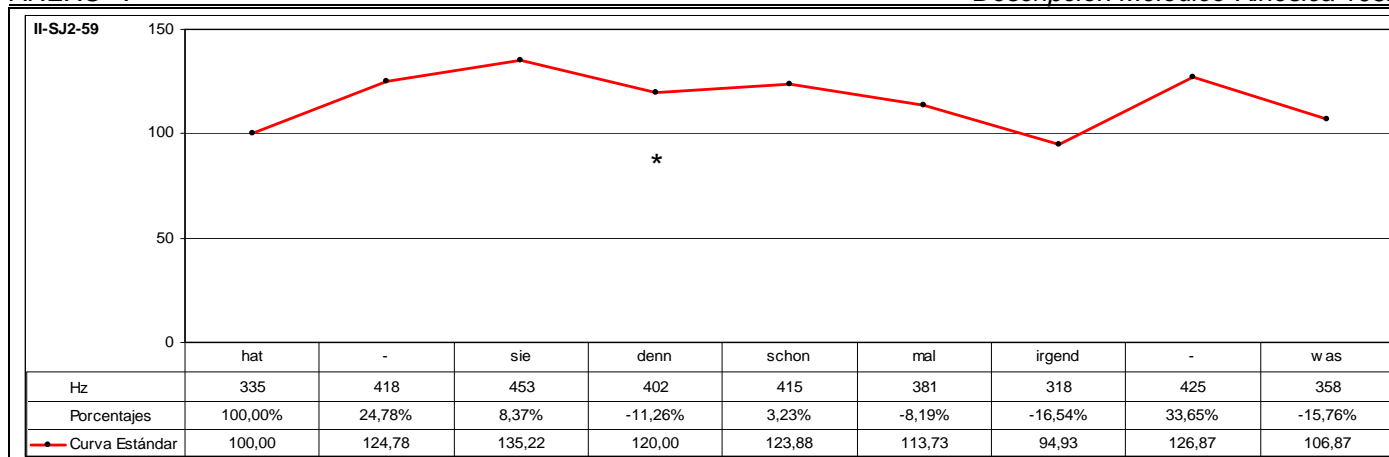 II-SJ2-59
150
100
*
50
0
hat - sie denn schon mal irgend - was
Hz 335 418 453 402 415 381 318 425 358
Porcentajes 100,00% 24,78% 8,37% -11,26% 3,23% -8,19% -16,54% 33,65% -15,76%
Curva Estándar 100,00 124,78 135,22 120,00 123,88 113,73 94,93 126,87 106,87